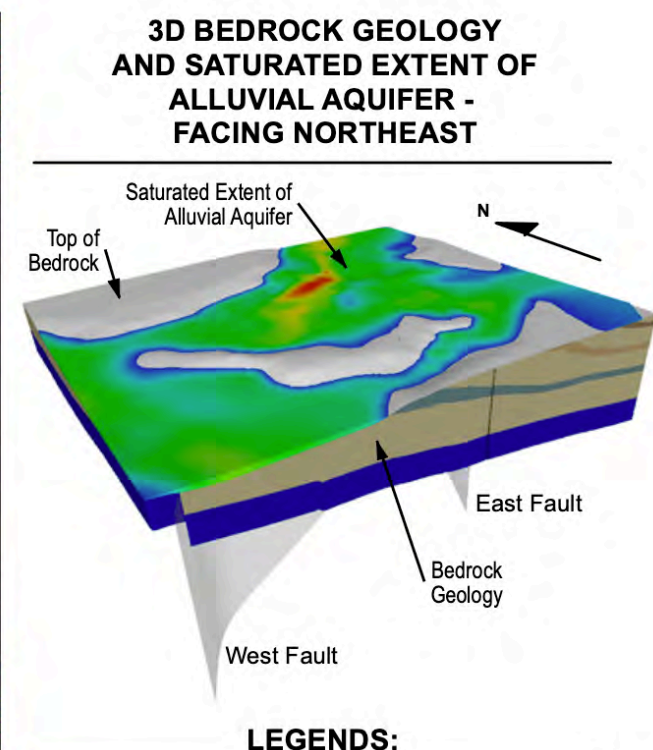 3D BEDROCK GEOLOGY
AND SATURATED EXTENT OF
ALLUVIAL AQUIFER -
FACING NORTHEAST
Saturated Extent of
Alluvial Aquifer
N
Top of
Bedrock
East Fault
Bedrock
Geology
West Fault
LEGENDS: